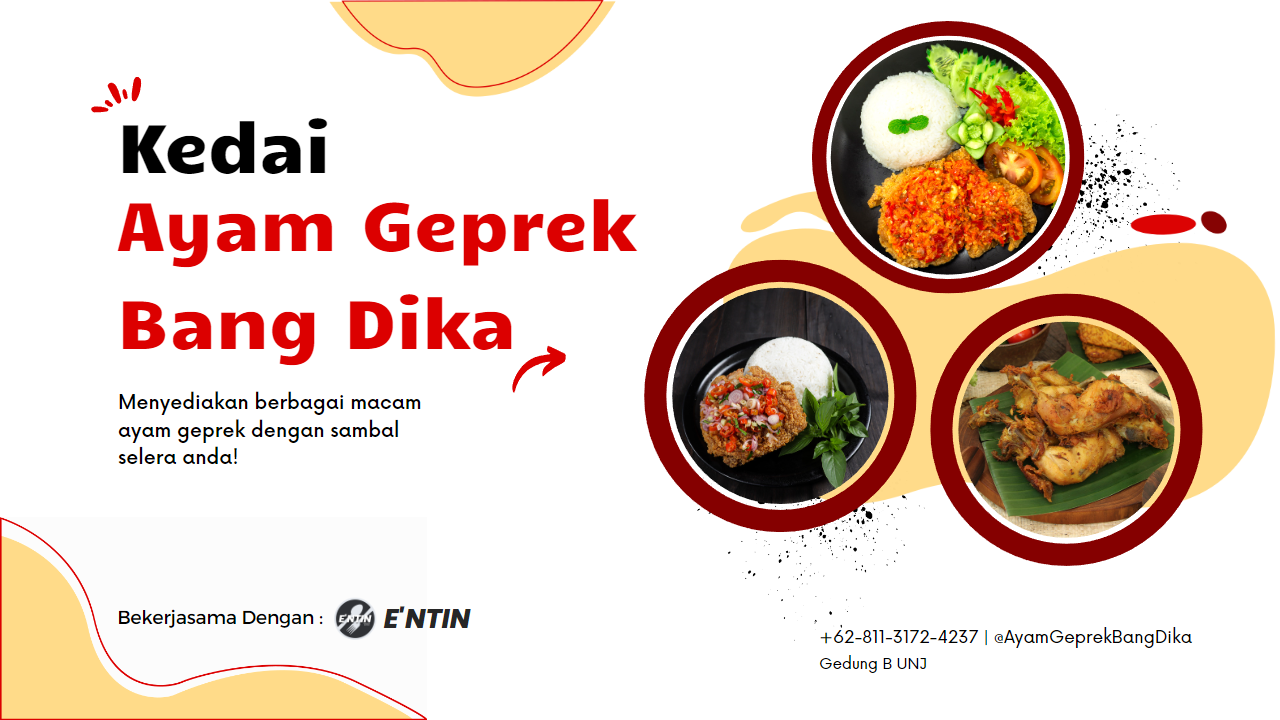 Kedai
Ayam Geprek
Bang Dika
Menyediakan berbagai macam
ayam geprek dengan sambal
selera anda!
Bekerjasama Dengan :
E'NTIN
E'NTIN
+62-811-3172-4237 | @AyamGeprekBangDika
Gedung B UNJ